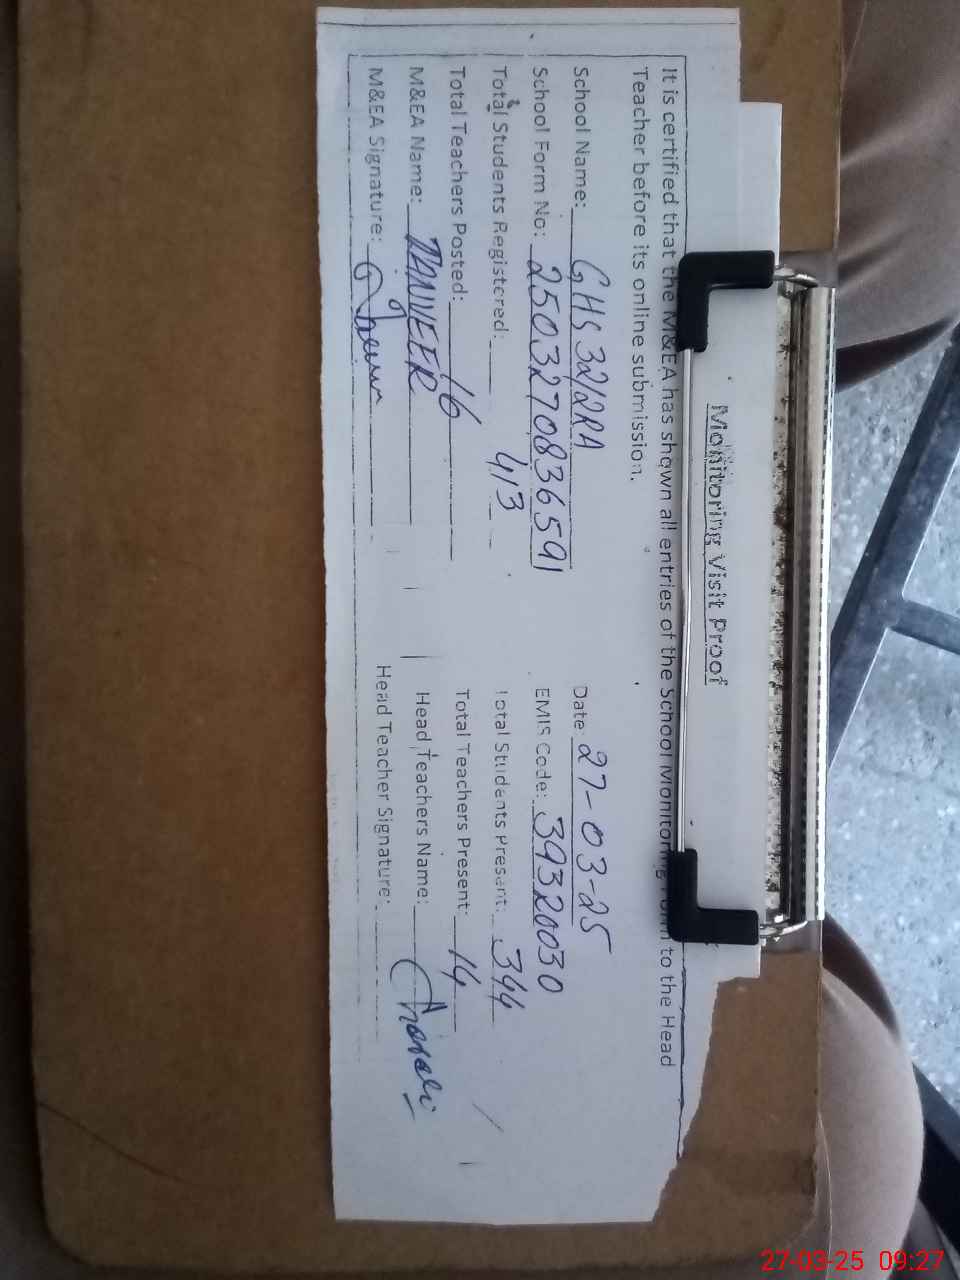 Monitoring Visit Proof
It is certified that the M&EA has shown all entries of the School Monitoring Form to the Head
Teacher before its online submission.
School Name: GHS 32/2RA Date: 27-03-25
School Form No: 2503270836591 EMIS Code: 39320030
Total Students Registered: 413 Total Students Present: 344
Total Teachers Posted: 16 Total Teachers Present: 14
M&EA Name: TANVEER Head Teachers Name:
M&EA Signature: Head Teacher Signature:
27-03-25 09:27